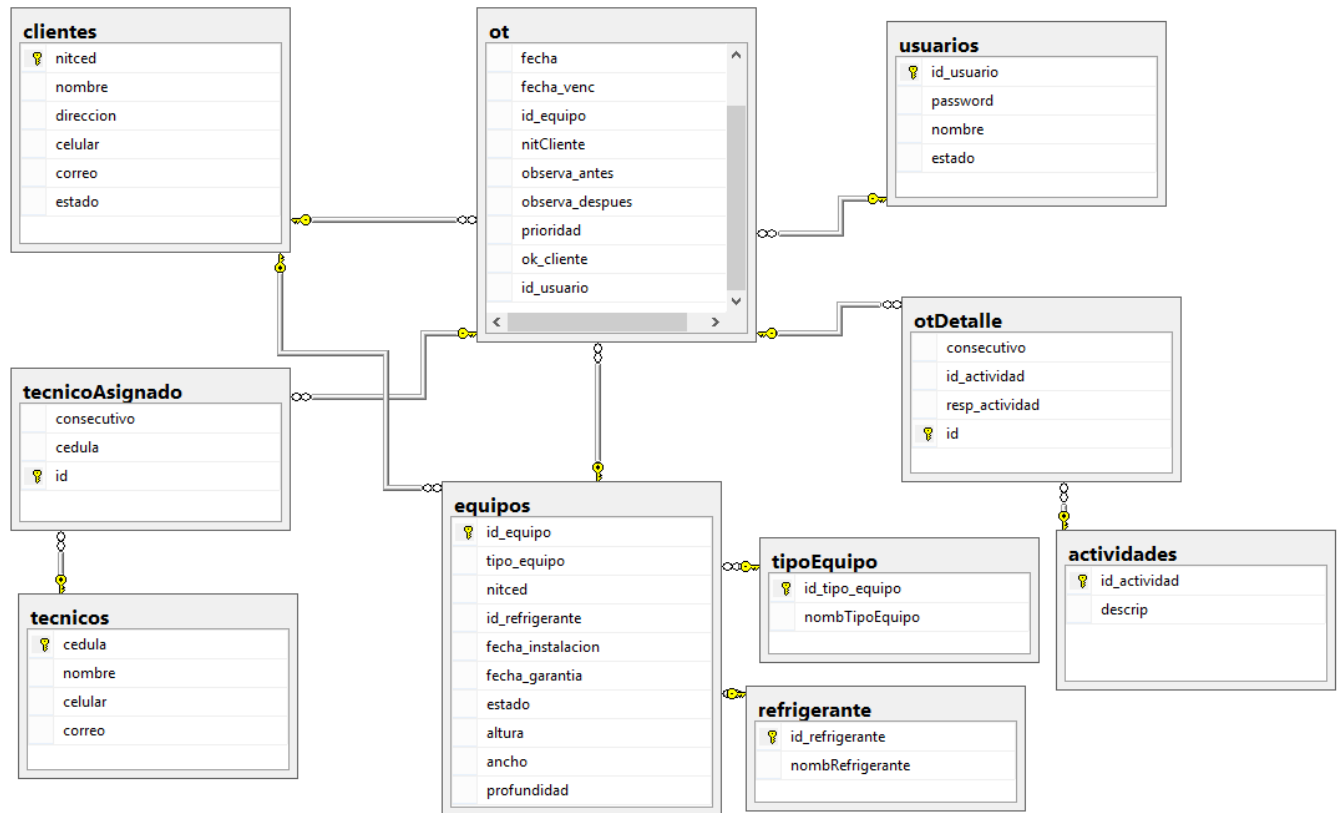 clientes
nitced
nombre
direccion
celular
correo
estado
ot
fecha
fecha_venc
id_equipo
nitCliente
observa_antes
observa_despues
prioridad
ok_cliente
id_usuario
usuarios
id_usuario
password
nombre
estado
otDetalle
consecutivo
id_actividad
resp_actividad
id
tecnicoAsignado
consecutivo
cedula
id
equipos
id_equipo
tipo_equipo
nitced
id_refrigerante
fecha_instalacion
fecha_garantia
estado
altura
ancho
profundidad
tipoEquipo
id_tipo_equipo
nombTipoEquipo
actividades
id_actividad
descrip
tecnicos
cedula
nombre
celular
correo
refrigerante
id_refrigerante
nombRefrigerante